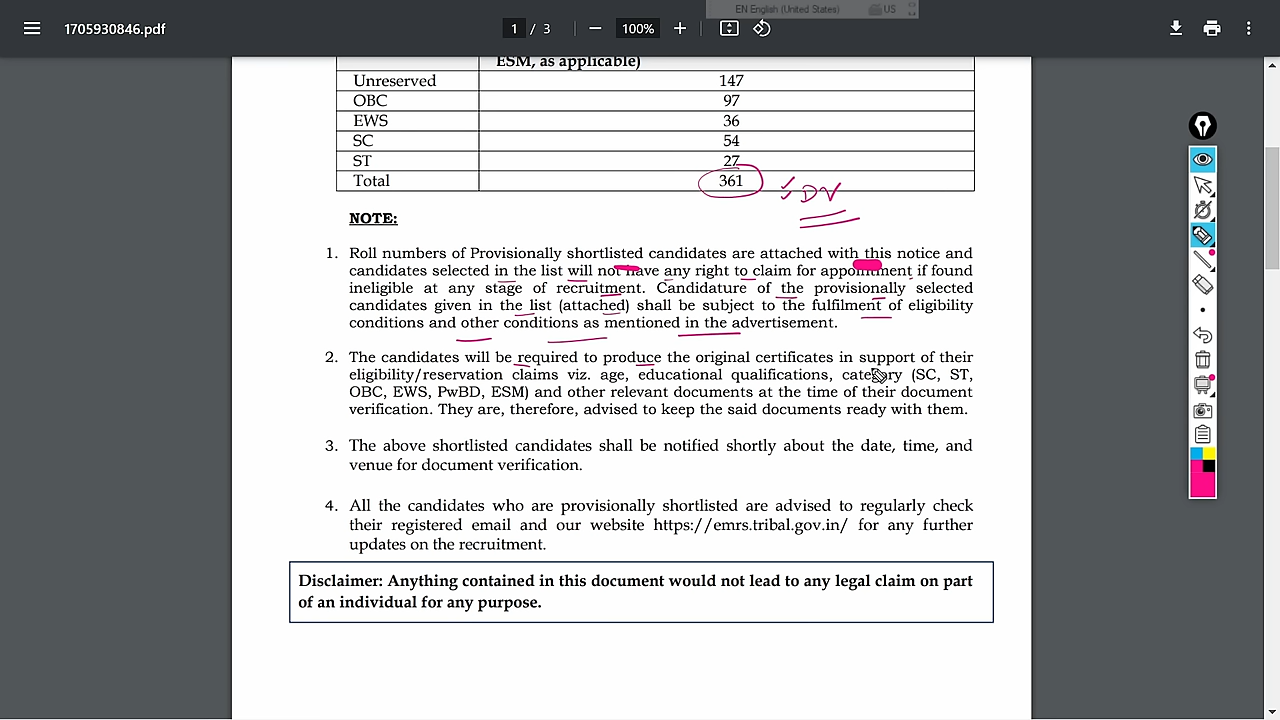 EN English (United States) US
1705930846.pdf 1 / 3 100%
ESM, as applicable)
Unreserved 147
OBC 97
EWS 36
SC 54
ST 27
Total 361
DV
NOTE:
1. Roll numbers of Provisionally shortlisted candidates are attached with this notice and
candidates selected in the list will not have any right to claim for appointment if found
ineligible at any stage of recruitment. Candidature of the provisionally selected
candidates given in the list (attached) shall be subject to the fulfilment of eligibility
conditions and other conditions as mentioned in the advertisement.
2. The candidates will be required to produce the original certificates in support of their
eligibility/reservation claims viz. age, educational qualifications, category (SC, ST,
OBC, EWS, PwBD, ESM) and other relevant documents at the time of their document
verification. They are, therefore, advised to keep the said documents ready with them.
3. The above shortlisted candidates shall be notified shortly about the date, time, and
venue for document verification.
4. All the candidates who are provisionally shortlisted are advised to regularly check
their registered email and our website https://emrs.tribal.gov.in/ for any further
updates on the recruitment.
Disclaimer: Anything contained in this document would not lead to any legal claim on part
of an individual for any purpose.